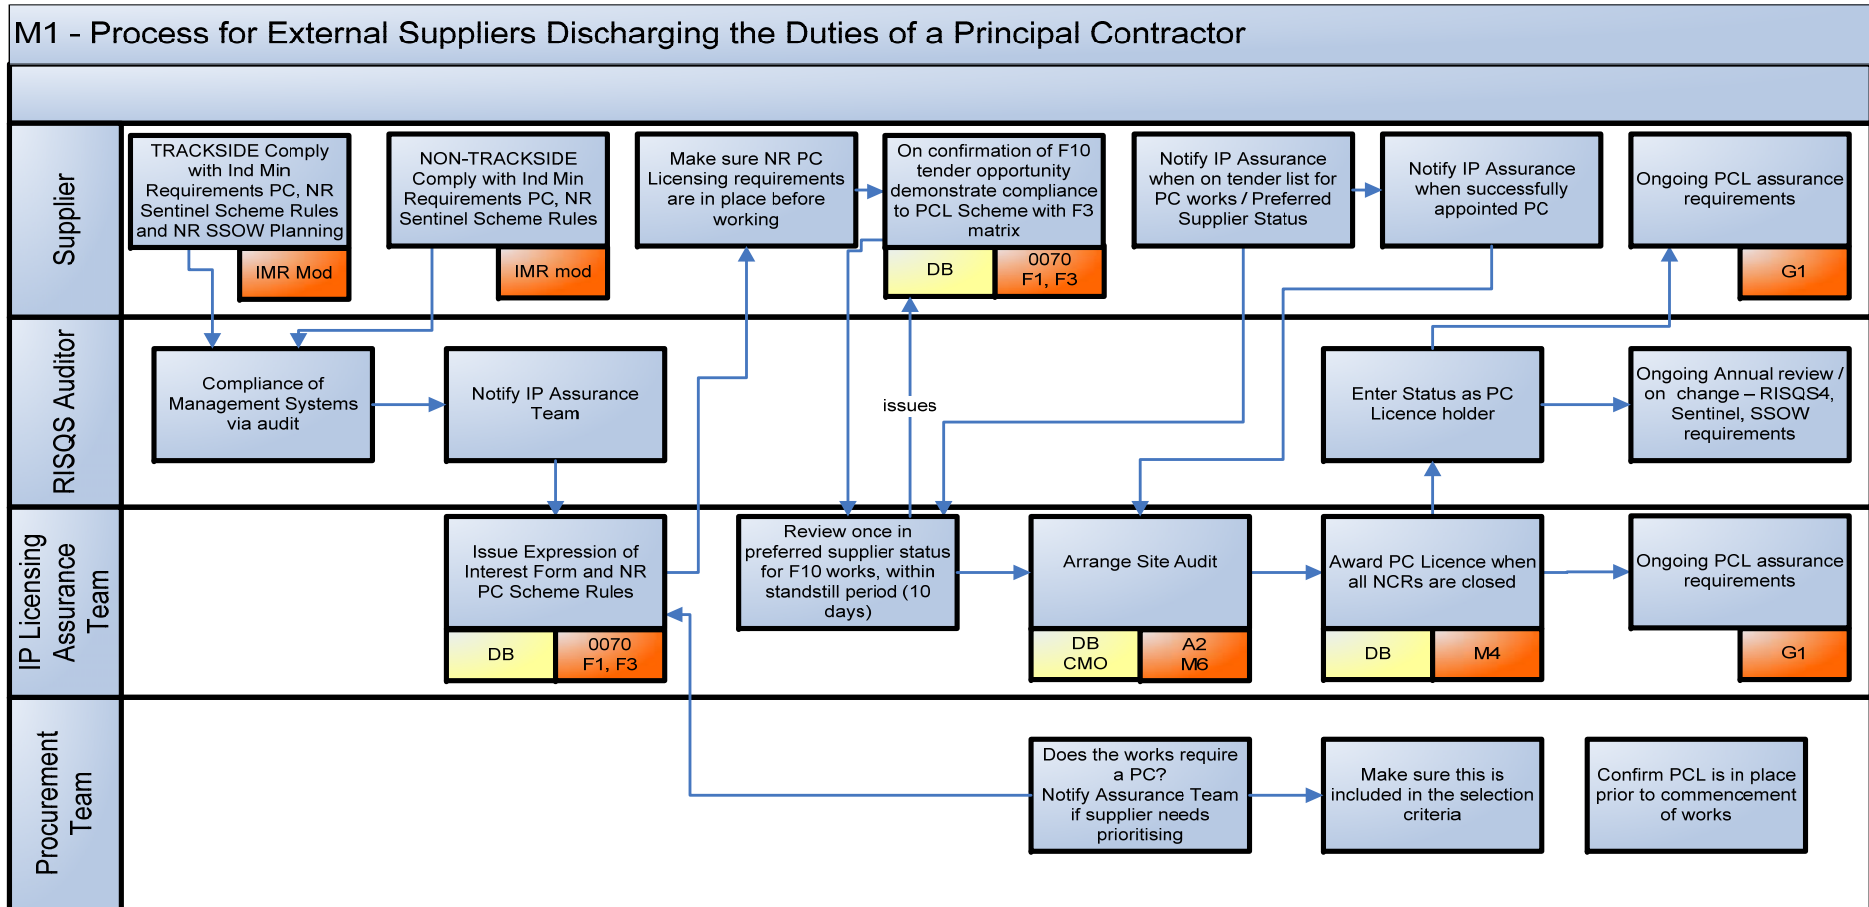 M1 - Process for External Suppliers Discharging the Duties of a Principal Contractor
Supplier
TRACKSIDE Comply
with Ind Min
Requirements PC, NR
Sentinel Scheme Rules
and NR SSOW Planning
IMR Mod
NON-TRACKSIDE
Comply with Ind Min
Requirements PC, NR
Sentinel Scheme Rules
IMR mod
Make sure NR PC
Licensing requirements
are in place before
working
On confirmation of F10
tender opportunity
demonstrate compliance
to PCL Scheme with F3
matrix
DB
0070
F1, F3
Notify IP Assurance
when on tender list for
PC works / Preferred
Supplier Status
Notify IP Assurance
when successfully
appointed PC
Ongoing PCL assurance
requirements
G1
RISQS Auditor
Compliance of
Management Systems
via audit
Notify IP Assurance
Team
issues
Enter Status as PC
Licence holder
Ongoing Annual review /
on change – RISQS4,
Sentinel, SSOW
requirements
IP Licensing
Assurance
Team
Issue Expression of
Interest Form and NR
PC Scheme Rules
DB
0070
F1, F3
Review once in
preferred supplier status
for F10 works, within
standstill period (10
days)
Arrange Site Audit
DB
CMO
A2
M6
Award PC Licence when
all NCRs are closed
DB
M4
Ongoing PCL assurance
requirements
G1
Procurement
Team
Does the works require
a PC?
Notify Assurance Team
if supplier needs
prioritising
Make sure this is
included in the selection
criteria
Confirm PCL is in place
prior to commencement
of works